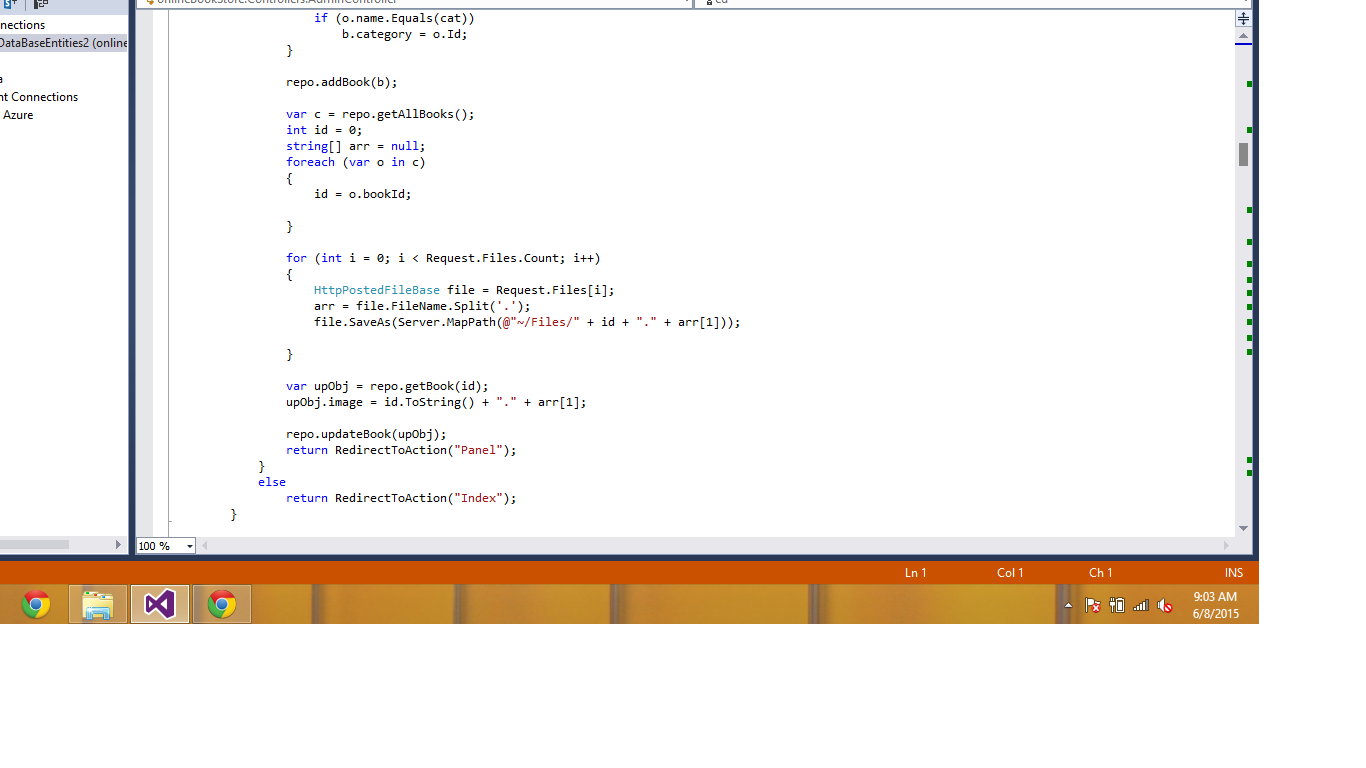 onlineBookStore.Controllers.AdminController
nections
DataBaseEntities2 (online
a
nt Connections
Azure
if (o.name.Equals(cat))
b.category = o.Id;
}
repo.addBook(b);
var c = repo.getAllBooks();
int id = 0;
string[] arr = null;
foreach (var o in c)
{
id = o.bookId;
}
for (int i = 0; i < Request.Files.Count; i++)
{
HttpPostedFileBase file = Request.Files[i];
arr = file.FileName.Split('.');
file.SaveAs(Server.MapPath(@"~/Files/" + id + "." + arr[1]));
}
var upObj = repo.getBook(id);
upObj.image = id.ToString() + "." + arr[1];
repo.updateBook(upObj);
return RedirectToAction("Panel");
}
else
return RedirectToAction("Index");
}
100 %
Ln 1 Col 1 Ch 1 INS
9:03 AM
6/8/2015